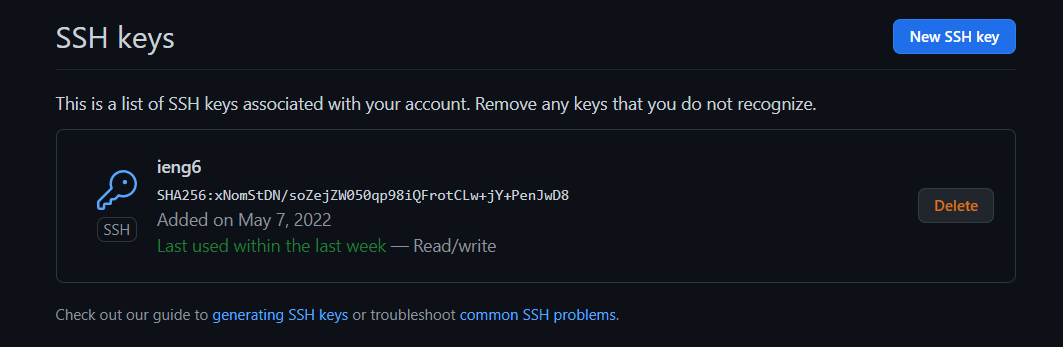 SSH keys
New SSH key
This is a list of SSH keys associated with your account. Remove any keys that you do not recognize.
ieng6
SHA256:xNomStDN/soZejZW050qp98iQFrotCLw+jY+PenJwD8
Added on May 7, 2022
SSH
Last used within the last week — Read/write
Delete
Check out our guide to generating SSH keys or troubleshoot common SSH problems.